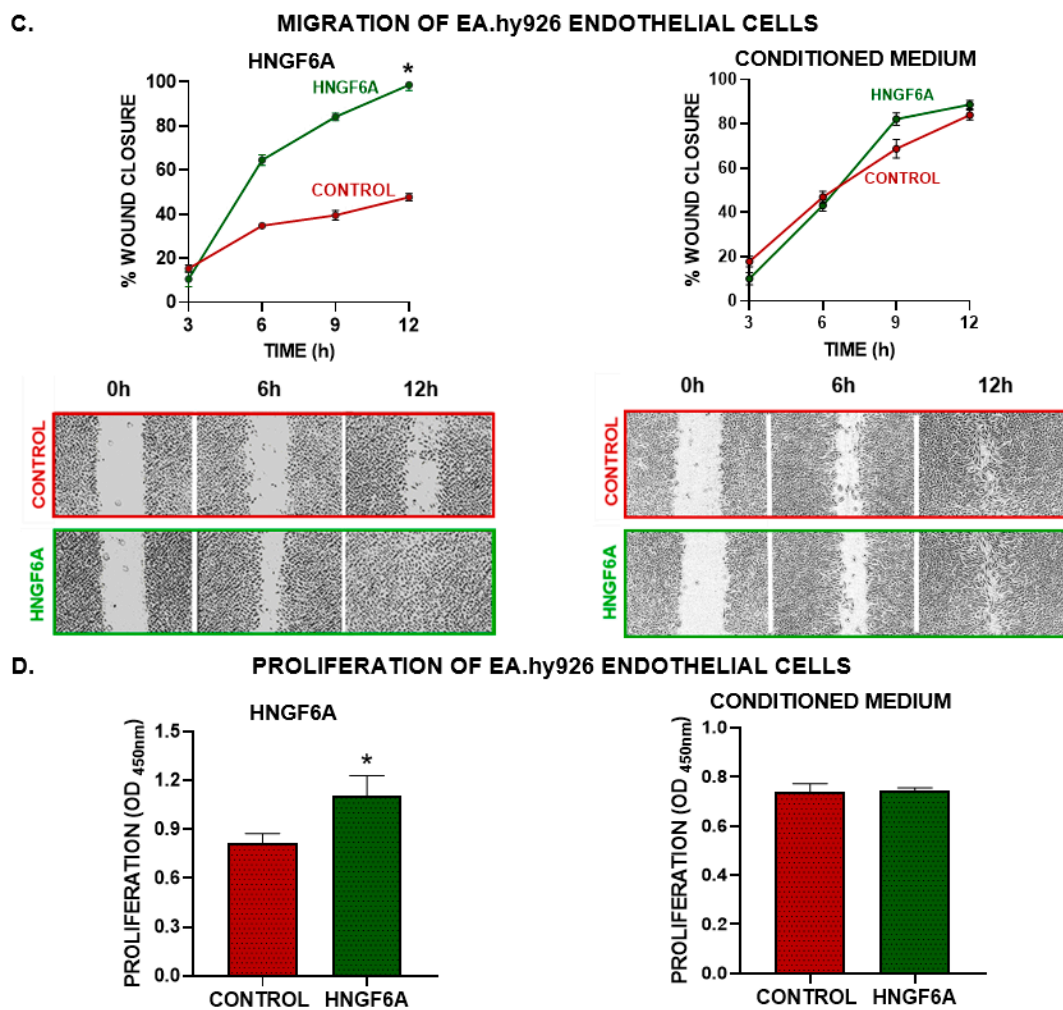 C. MIGRATION OF EA.hy926 ENDOTHELIAL CELLS
HNGF6A
100
80
60
40
20
0
% WOUND CLOSURE
HNGF6A
*
CONTROL
3 6 9 12
TIME (h)
CONDITIONED MEDIUM
100
80
60
40
20
0
% WOUND CLOSURE
HNGF6A
*
CONTROL
3 6 9 12
TIME (h)
0h 6h 12h
CONTROL
HNGF6A
0h 6h 12h
CONTROL
HNGF6A
D. PROLIFERATION OF EA.hy926 ENDOTHELIAL CELLS
HNGF6A
PROLIFERATION (OD 450nm)
1.5
1.2
0.9
0.6
0.3
0.0
*
CONTROL HNGF6A
CONDITIONED MEDIUM
PROLIFERATION (OD 450nm)
1.0
0.8
0.6
0.4
0.2
0.0
CONTROL HNGF6A